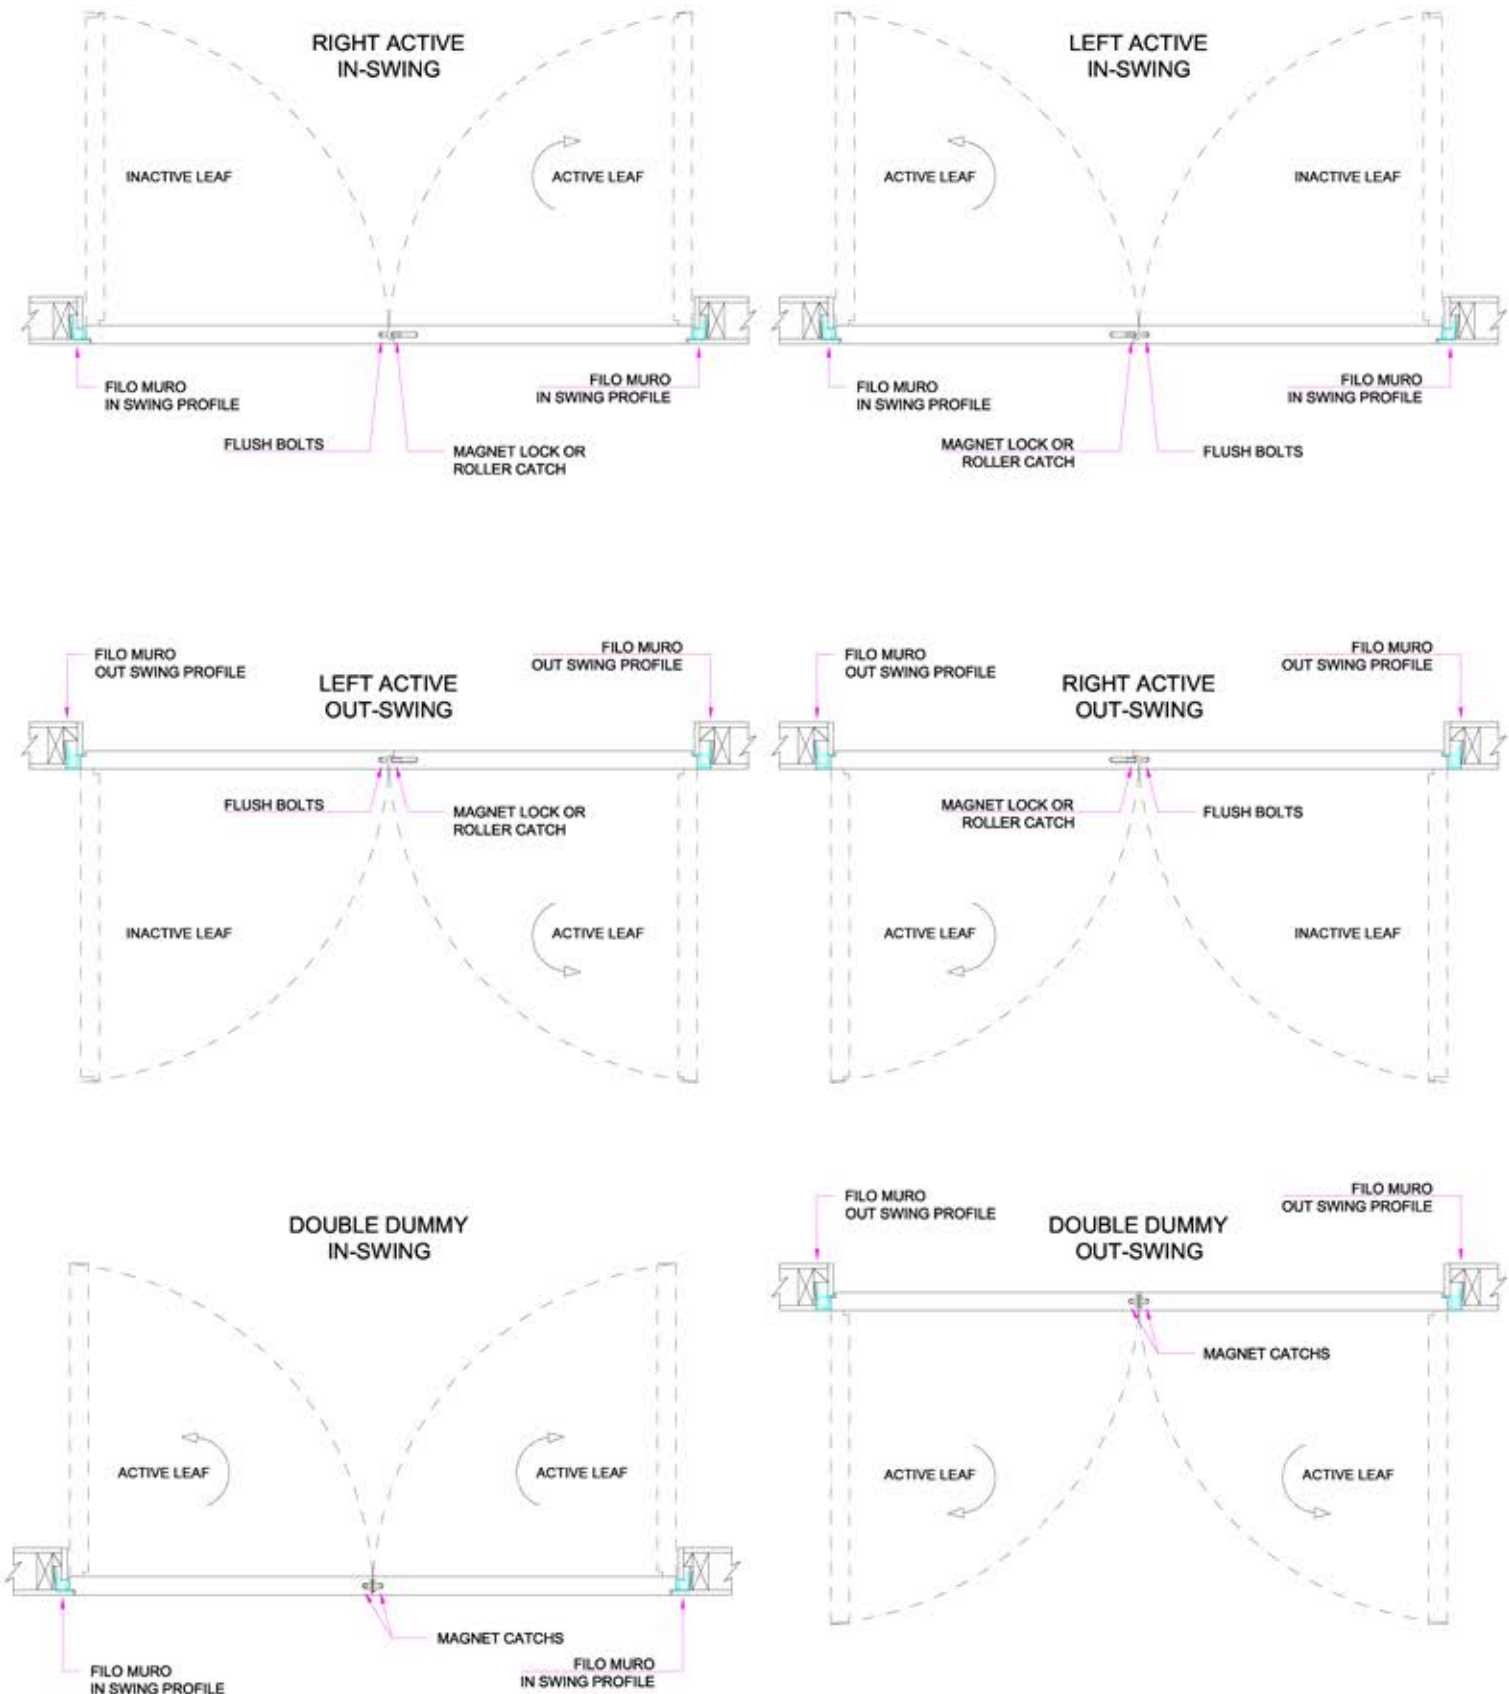 RIGHT ACTIVE
IN-SWING
INACTIVE LEAF
ACTIVE LEAF
FILO MURO
IN SWING PROFILE
FILO MURO
IN SWING PROFILE
FLUSH BOLTS
MAGNET LOCK OR
ROLLER CATCH
LEFT ACTIVE
IN-SWING
ACTIVE LEAF
INACTIVE LEAF
FILO MURO
IN SWING PROFILE
FILO MURO
IN SWING PROFILE
MAGNET LOCK OR
ROLLER CATCH
FLUSH BOLTS
FILO MURO
OUT SWING PROFILE
FILO MURO
OUT SWING PROFILE
LEFT ACTIVE
OUT-SWING
FLUSH BOLTS
MAGNET LOCK OR
ROLLER CATCH
INACTIVE LEAF
ACTIVE LEAF
FILO MURO
OUT SWING PROFILE
FILO MURO
OUT SWING PROFILE
RIGHT ACTIVE
OUT-SWING
MAGNET LOCK OR
ROLLER CATCH
FLUSH BOLTS
ACTIVE LEAF
INACTIVE LEAF
DOUBLE DUMMY
IN-SWING
ACTIVE LEAF
ACTIVE LEAF
MAGNET CATCHS
FILO MURO
IN SWING PROFILE
FILO MURO
IN SWING PROFILE
FILO MURO
OUT SWING PROFILE
FILO MURO
OUT SWING PROFILE
DOUBLE DUMMY
OUT-SWING
MAGNET CATCHS
ACTIVE LEAF
ACTIVE LEAF